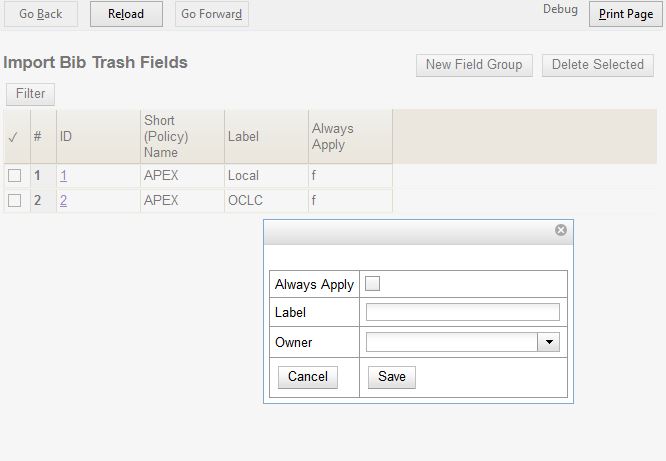 Go Back Reload Go Forward Debug Print Page
Import Bib Trash Fields New Field Group Delete Selected
Filter
✓ # ID Short (Policy) Name Label Always Apply
1 1 APEX Local f
2 2 APEX OCLC f
Always Apply
Label
Owner
Cancel Save